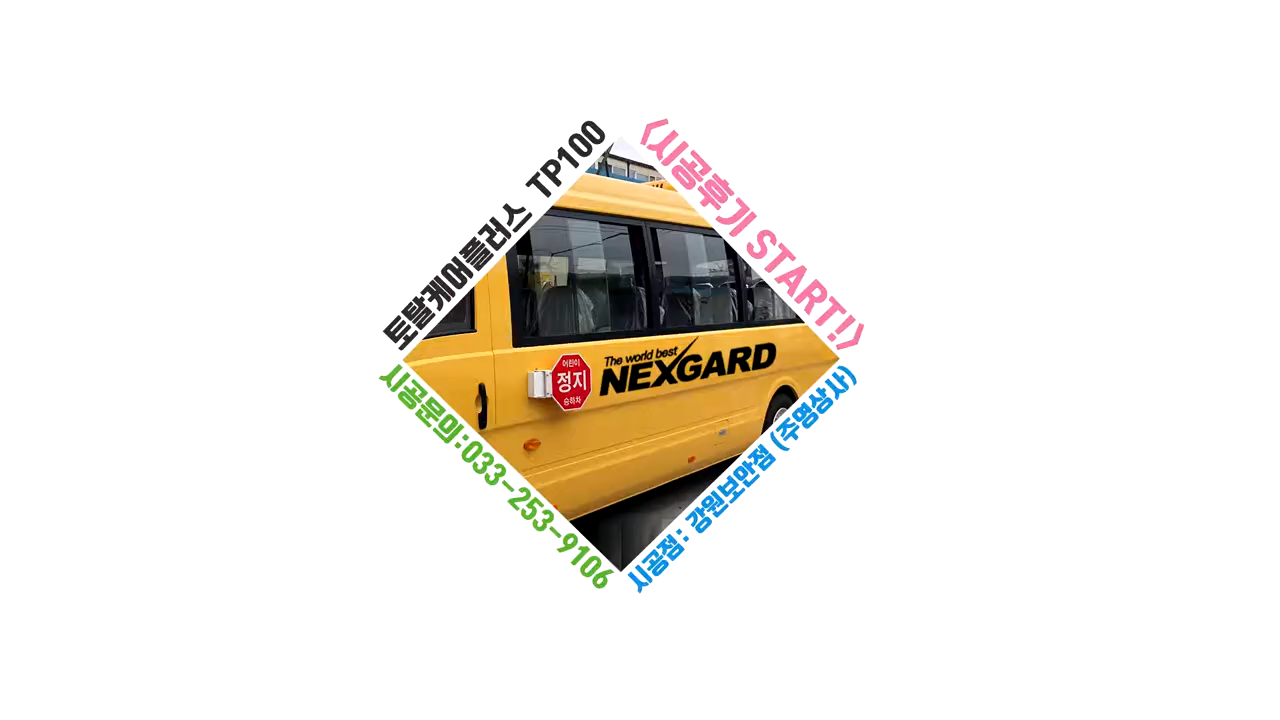 토탈케어플러스 TP100
<시공후기 START!>
어린이
정지
승하차
The world best
NEXGARD
시공문의:033-253-9106
시공점: 강원보안점 (주영상사)